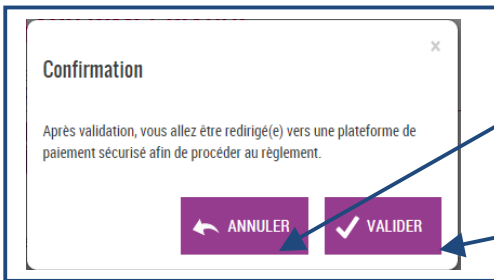 ×
Confirmation
Après validation, vous allez être redirigé(e) vers une plateforme de
paiement sécurisé afin de procéder au règlement.
ANNULER VALIDER